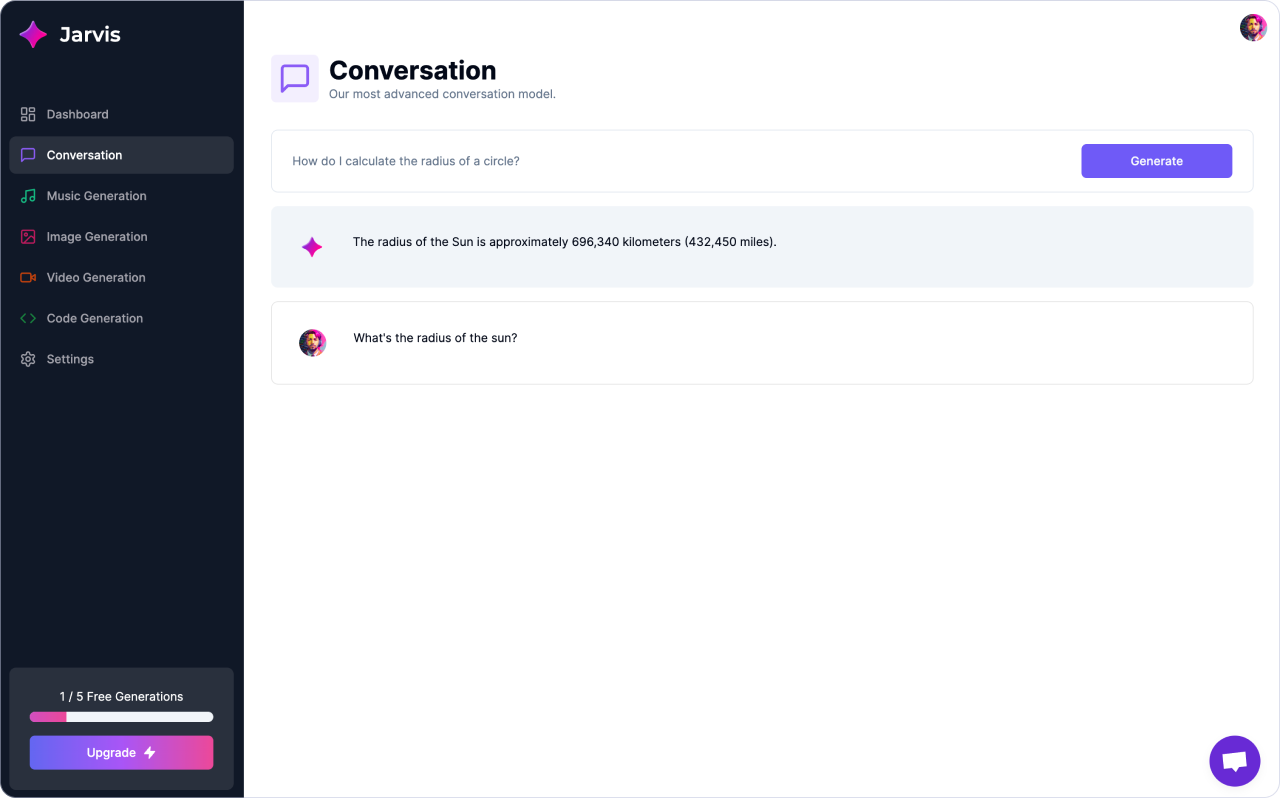 Jarvis
Dashboard
Conversation
Music Generation
Image Generation
Video Generation
Code Generation
Settings
1 / 5 Free Generations
Upgrade
Conversation
Our most advanced conversation model.
How do I calculate the radius of a circle?
Generate
The radius of the Sun is approximately 696,340 kilometers (432,450 miles).
What's the radius of the sun?